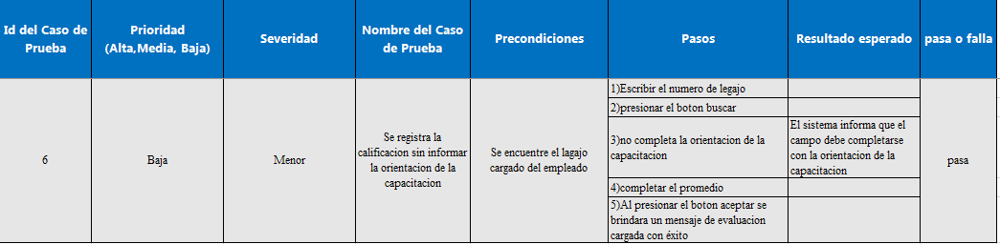 Id del Caso de
Prueba
Prioridad
(Alta,Media, Baja)
Severidad
Nombre del Caso
de Prueba
Precondiciones
Pasos
Resultado esperado
pasa o falla
6
Baja
Menor
Se registra la
calificacion sin informar
la orientacion de la
capacitacion
Se encuentre el lagajo
cargado del empleado
1)Escribir el numero de legajo
2)presionar el boton buscar
3)no completa la orientacion de la
capacitacion
El sistema informa que el
campo debe completarse
con la orientacion de la
capacitacion
4)completar el promedio
5)Al presionar el boton aceptar se
brindara un mensaje de evaluacion
cargada con éxito
pasa